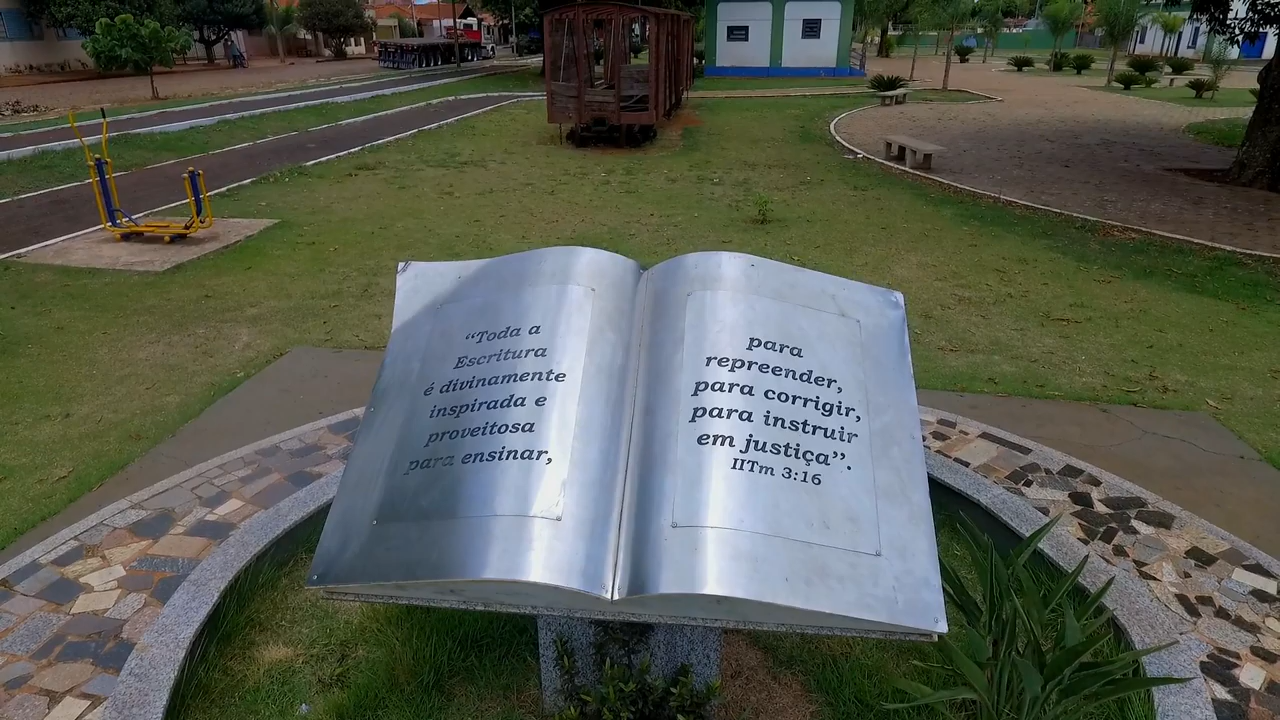 “Toda a
Escritura
é divinamente
inspirada e
proveitosa
para ensinar,
para
repreender,
para corrigir,
para instruir
em justiça”.
IITm 3:16